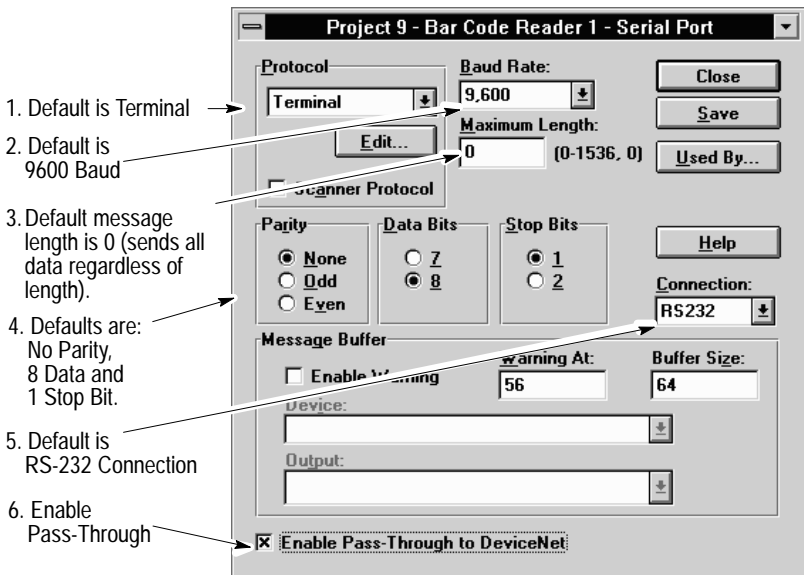 Project 9 - Bar Code Reader 1 - Serial Port
1. Default is Terminal
2. Default is
9600 Baud
3. Default message
length is 0 (sends all
data regardless of
length).
4. Defaults are:
No Parity,
8 Data and
1 Stop Bit.
5. Default is
RS-232 Connection
6. Enable
Pass-Through
Protocol
Terminal
Edit...
Scanner Protocol
Baud Rate:
9,600
Maximum Length:
0 (0-1536, 0)
Close
Save
Used By...
Parity
None
Odd
Even
Data Bits
7
8
Stop Bits
1
2
Help
Connection:
RS232
Message Buffer
Enable Warning
Warning At:
56
Buffer Size:
64
Device:
Output:
Enable Pass-Through to DeviceNet